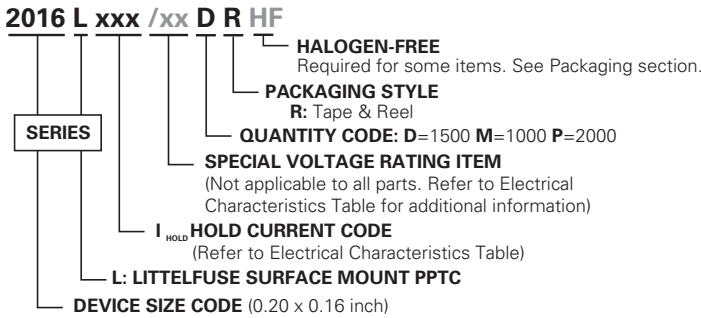 2016 L xxx /xx D R HF
HALOGEN-FREE
Required for some items. See Packaging section.
PACKAGING STYLE
R: Tape & Reel
SERIES
QUANTITY CODE: D=1500 M=1000 P=2000
SPECIAL VOLTAGE RATING ITEM
(Not applicable to all parts. Refer to Electrical
Characteristics Table for additional information)
I HOLD HOLD CURRENT CODE
(Refer to Electrical Characteristics Table)
L: LITTELFUSE SURFACE MOUNT PPTC
DEVICE SIZE CODE (0.20 x 0.16 inch)